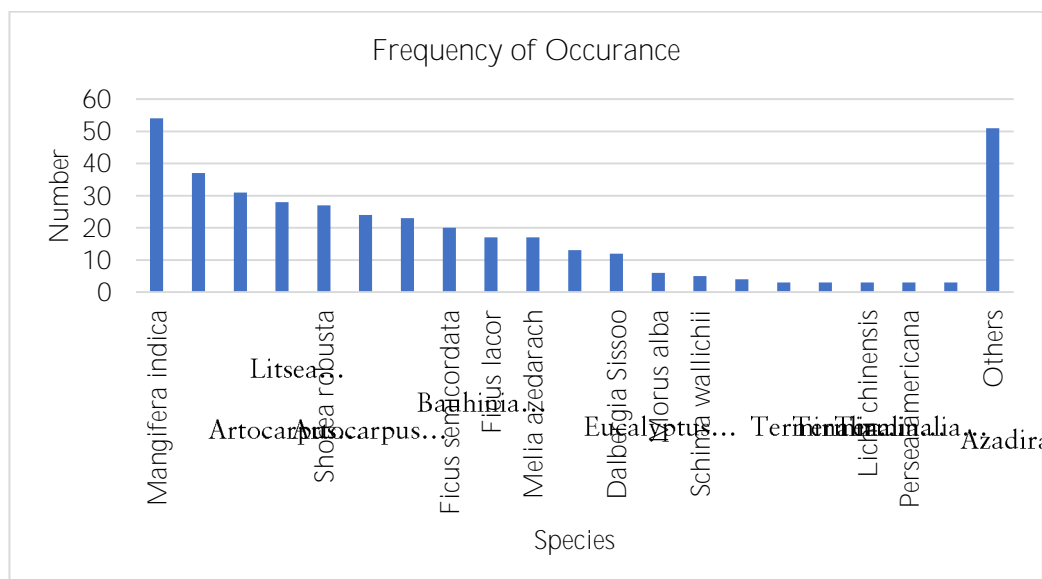 Frequency of Occurance
Number
60
50
40
30
20
10
0
Mangifera indica
Artocarpus…
Litsea…
Shorea robusta
Artocarpus…
Bauhinia…
Ficus semicordata
Ficus lacor
Melia azedarach
Eucalyptus…
Dalbergia Sissoo
Morus alba
Schima wallichii
Terminalia…
Lichi chinensis
Persea americana
Others
Species